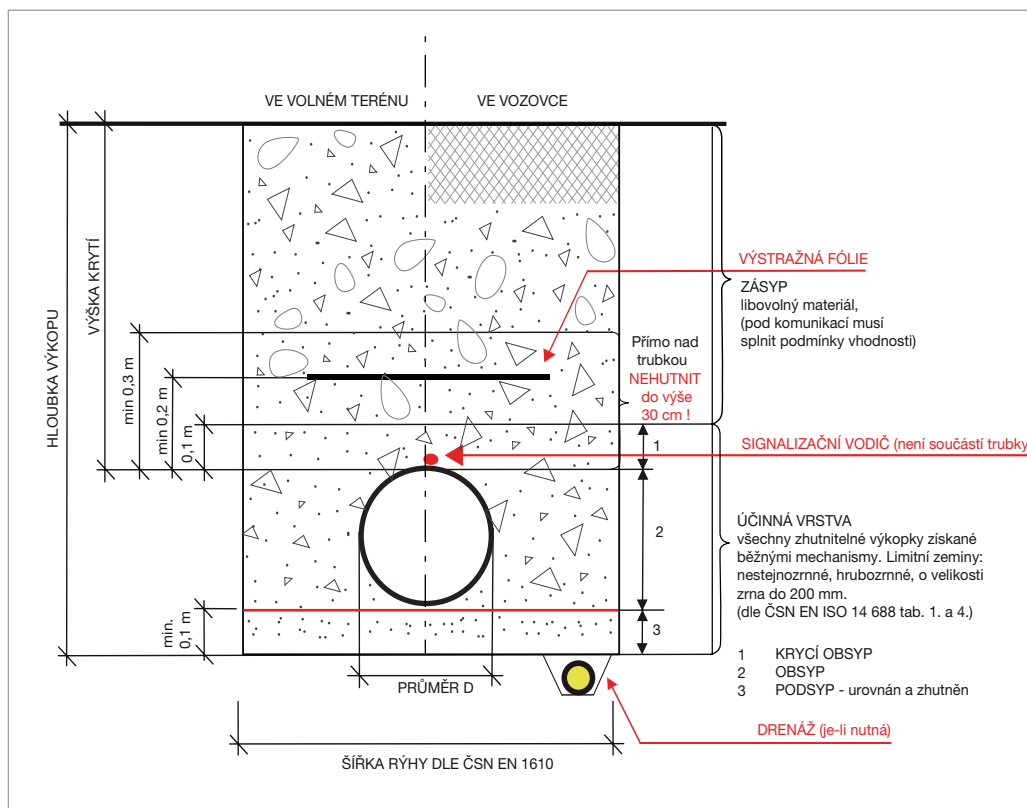 VE VOLNÉM TERÉNU
VE VOZOVCE
HLOUBKA VÝKOPU
VÝŠKA KRYTÍ
min 0,3 m
min 0,2 m
0,1 m
min.
0,1 m
VÝSTRAŽNÁ FÓLIE
ZÁSYP
libovolný materiál,
(pod komunikací musí
splnit podmínky vhodnosti)
Přímo nad
trubkou
NEHUTNIT
do výše
30 cm !
1
SIGNALIZAČNÍ VODIČ (není součástí trubky
2
ÚČINNÁ VRSTVA
všechny zhutnitelné výkopky získané
běžnými mechanismy. Limitní zeminy:
nestejnozrnné, hrubozrnné, o velikosti
zrna do 200 mm.
(dle ČSN EN ISO 14 688 tab. 1. a 4.)
3
1 KRYCÍ OBSYP
2 OBSYP
3 PODSYP - urovnán a zhutněn
PRŮMĚR D
DRENÁŽ (je-li nutná)
ŠÍŘKA RÝHY DLE ČSN EN 1610